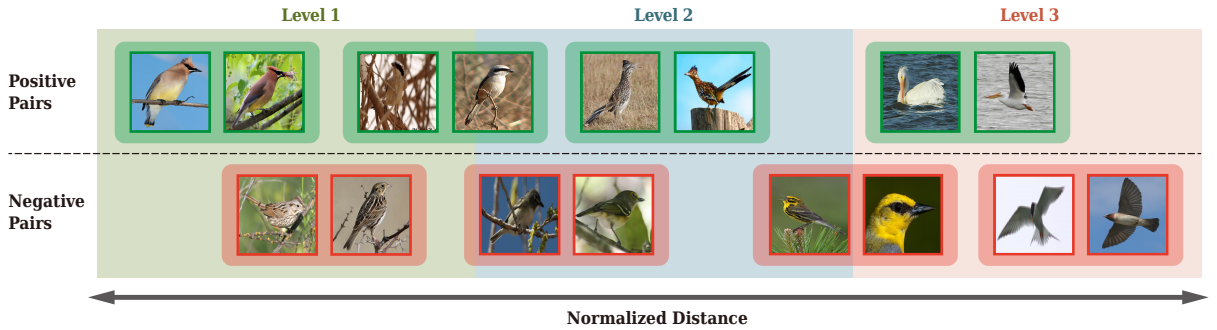 Level 1 Level 2 Level 3
Positive
Pairs
Negative
Pairs
Normalized Distance